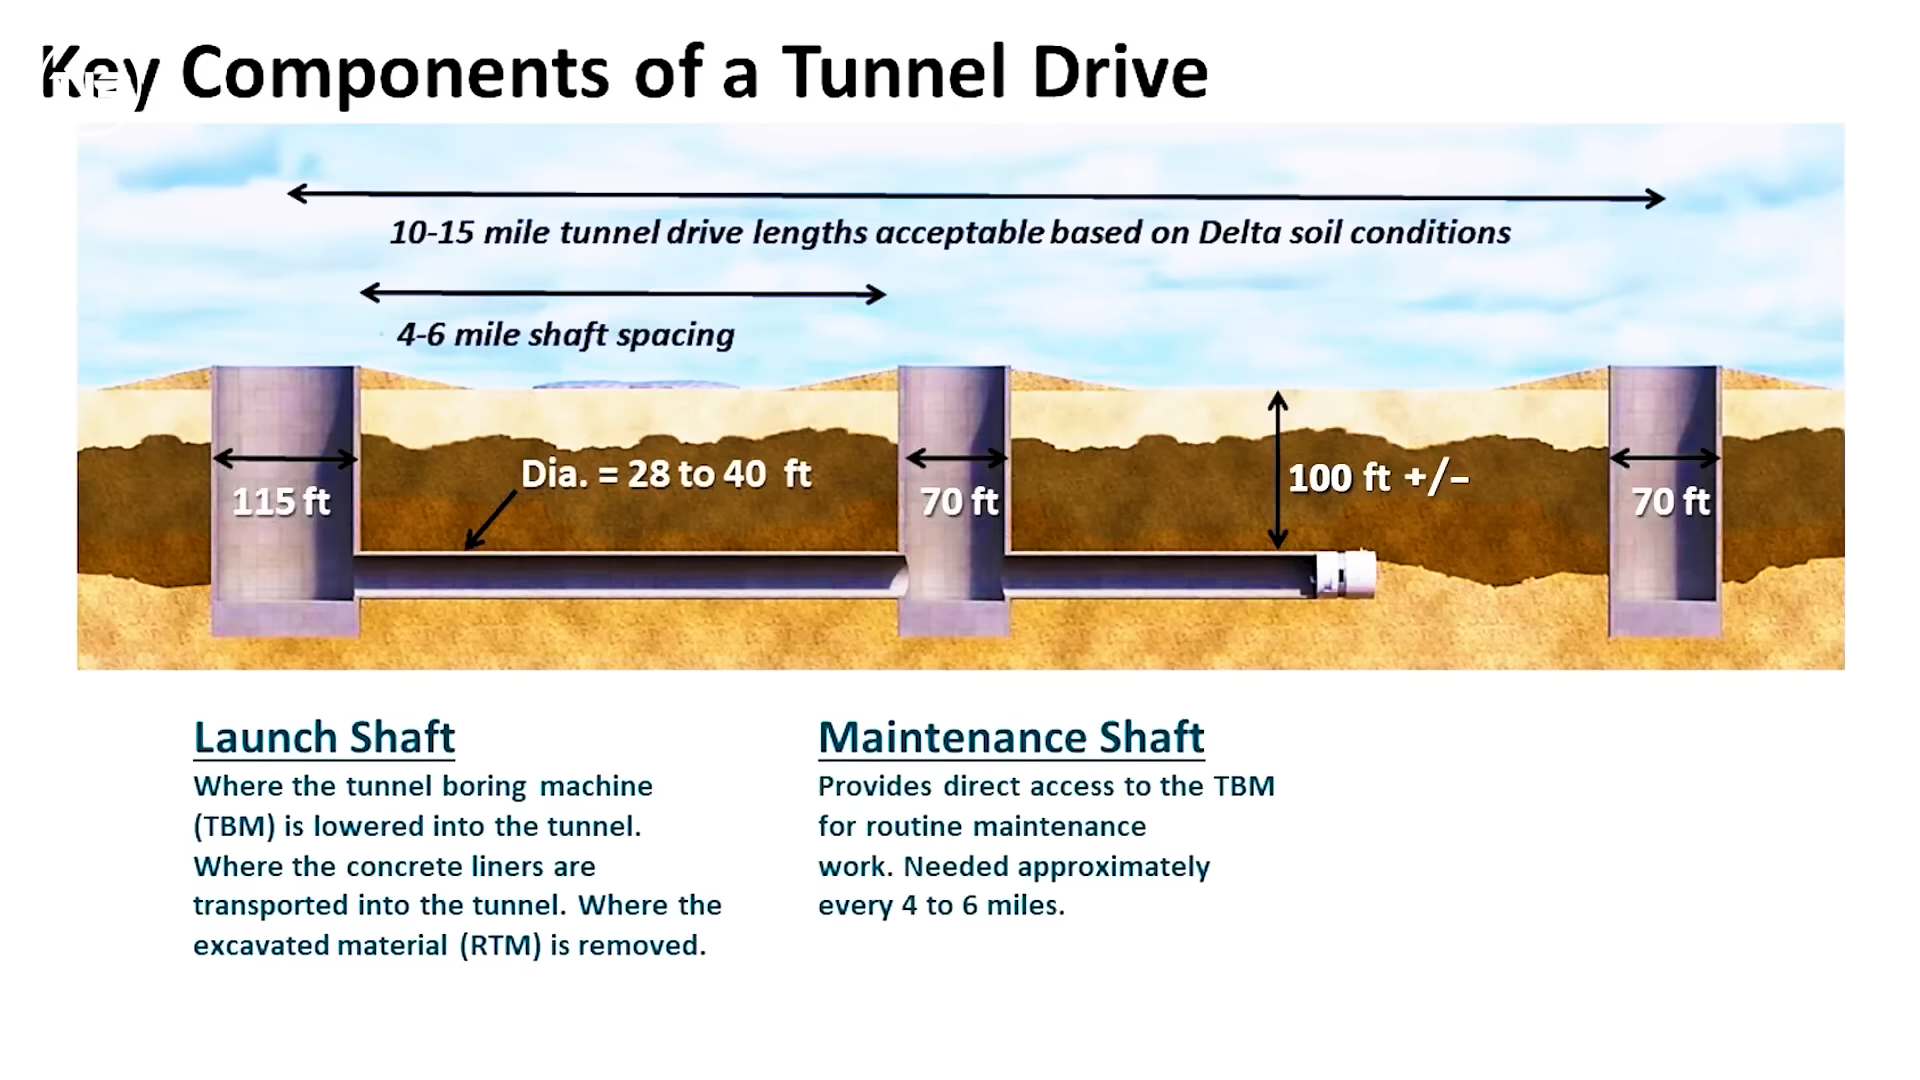 Key Components of a Tunnel Drive
10-15 mile tunnel drive lengths acceptable based on Delta soil conditions
4-6 mile shaft spacing
Dia. = 28 to 40 ft
100 ft +/–
115 ft
70 ft
70 ft
Launch Shaft
Where the tunnel boring machine
(TBM) is lowered into the tunnel.
Where the concrete liners are
transported into the tunnel. Where the
excavated material (RTM) is removed.
Maintenance Shaft
Provides direct access to the TBM
for routine maintenance
work. Needed approximately
every 4 to 6 miles.